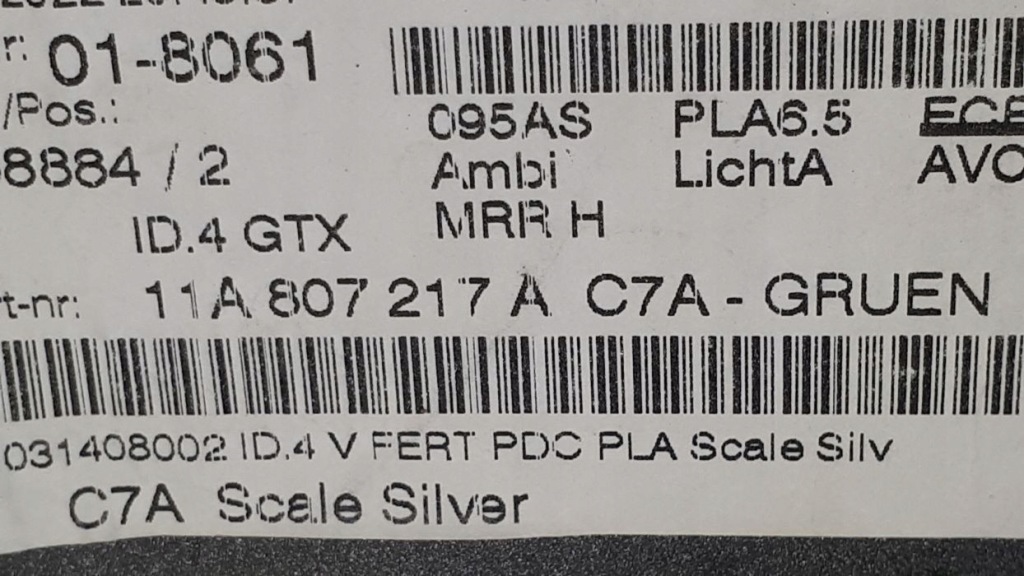 r: 01-8061
/Pos.:
095AS PLA6.5
8884 / 2
Ambi LichtA AVC
ID.4 GTX
MRR H
t-nr: 11A 807 217 A C7A - GRUEN
031408002 ID.4 V FERT PDC PLA Scale Silv
C7A Scale Silver